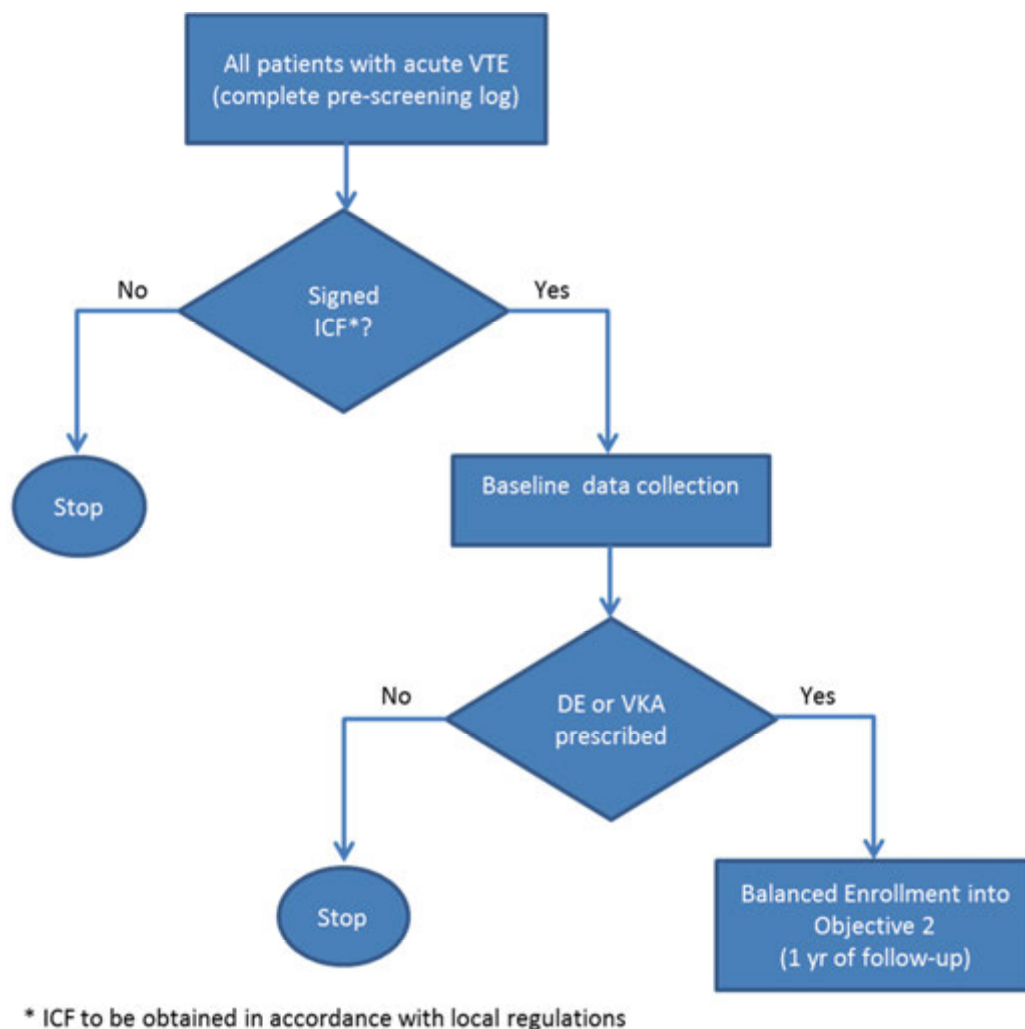 All patients with acute VTE
(complete pre-screening log)
No
Signed
ICF*?
Yes
Stop
Baseline data collection
No
DE or VKA
prescribed
Yes
Stop
Balanced Enrollment into
Objective 2
(1 yr of follow-up)
* ICF to be obtained in accordance with local regulations